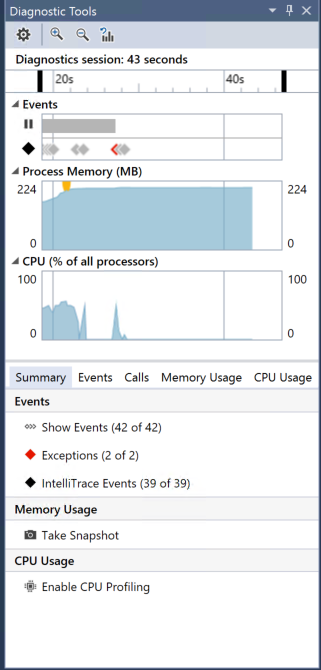 Diagnostic Tools
Diagnostics session: 43 seconds
20s 40s
Events
Process Memory (MB)
224 224
0 0
CPU (% of all processors)
100 100
0 0
Summary Events Calls Memory Usage CPU Usage
Events
Show Events (42 of 42)
Exceptions (2 of 2)
IntelliTrace Events (39 of 39)
Memory Usage
Take Snapshot
CPU Usage
Enable CPU Profiling